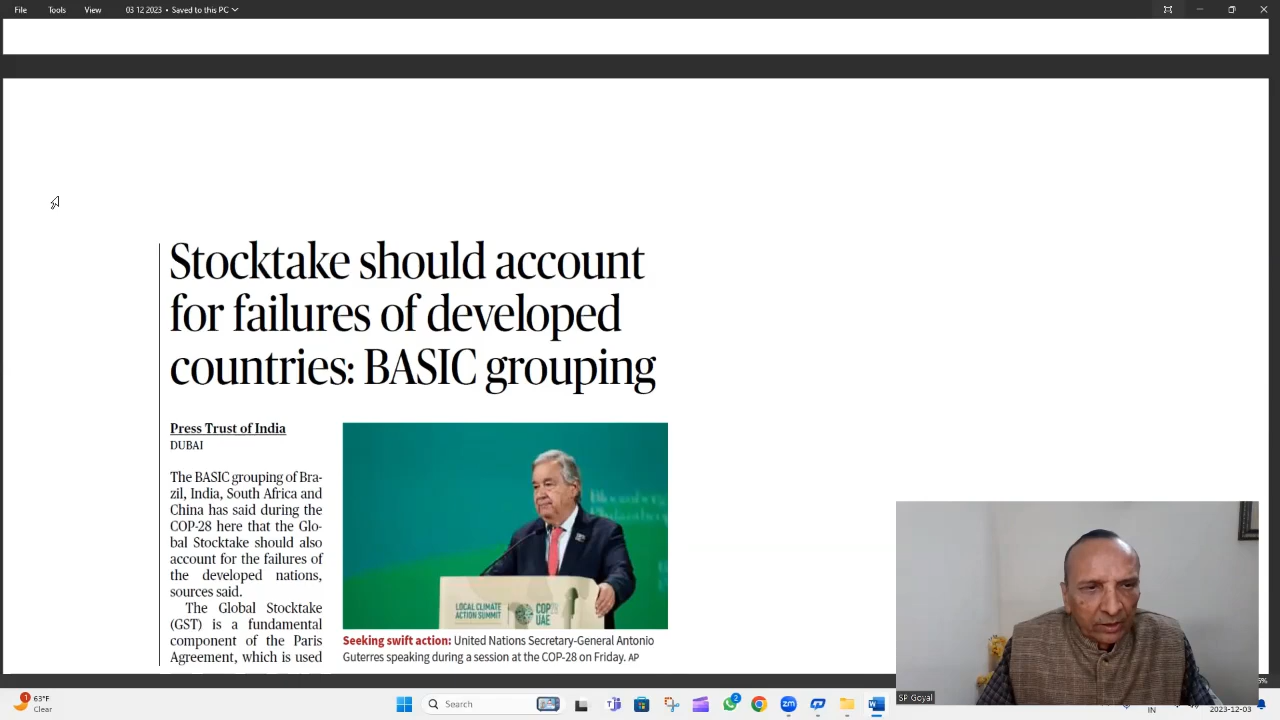 File
Tools
View
03 12 2023 • Saved to this PC
Stocktake should account
for failures of developed
countries: BASIC grouping
Press Trust of India
DUBAI
The BASIC grouping of Bra-
zil, India, South Africa and
China has said during the
COP-28 here that the Glo-
bal Stocktake should also
account for the failures of
the developed nations,
sources said.
The Global Stocktake
(GST) is a fundamental
component of the Paris
Agreement, which is used
Bloomberg
Philanthropies
LOCAL CLIMATE
ACTION SUMMIT
COP28
UAE
Seeking swift action: United Nations Secretary-General Antonio
Guterres speaking during a session at the COP-28 on Friday. AP
SP Goyal
1
63°F
Clear
Search
2
zm
IN
2023-12-03